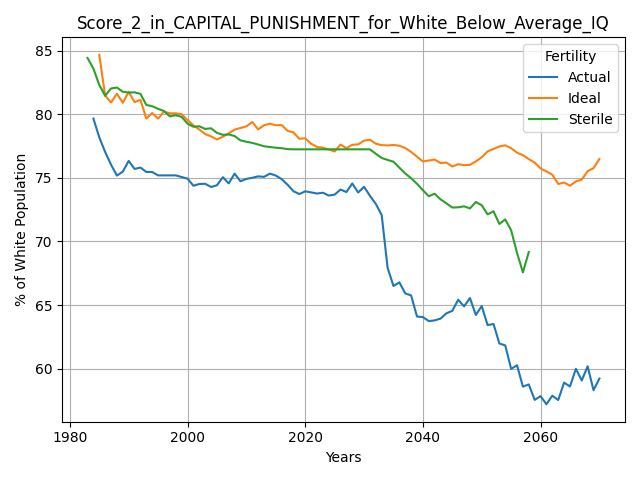 Score_2_in_CAPITAL_PUNISHMENT_for_White_Below_Average_IQ
% of White Population
85
80
75
70
65
60
1980
2000
2020
2040
2060
Years
Fertility
Actual
Ideal
Sterile